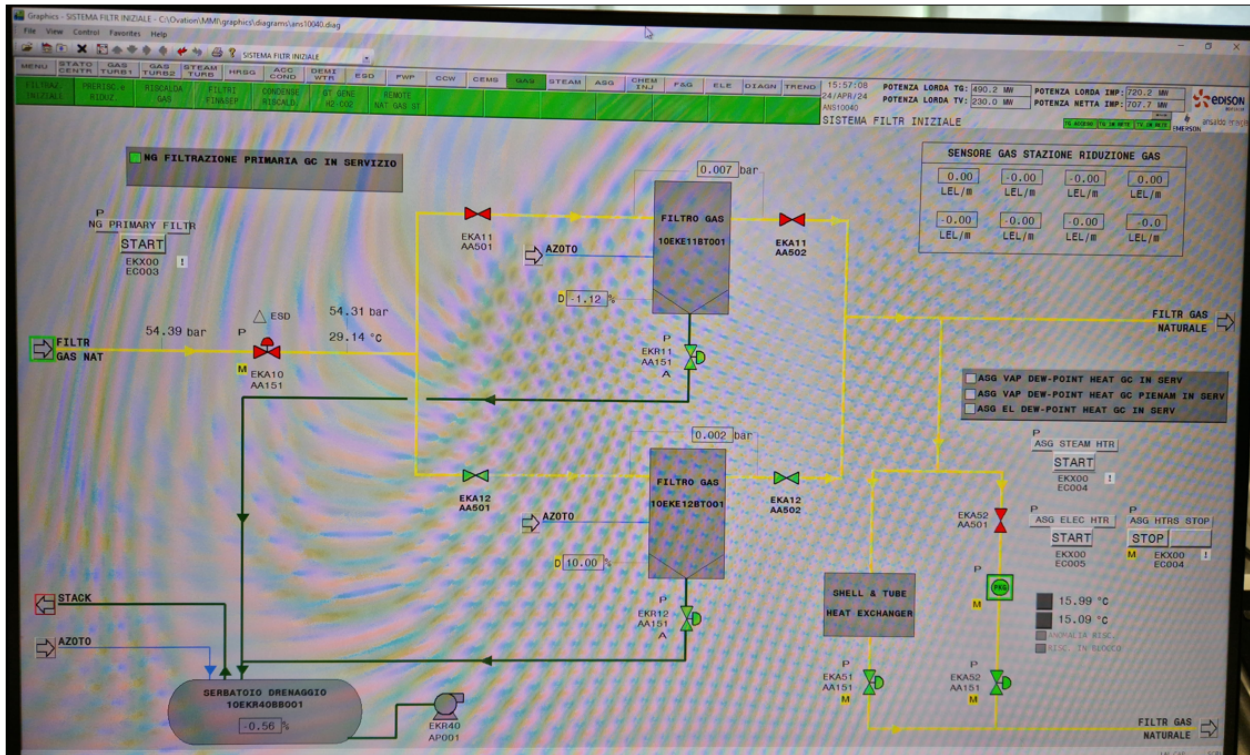 Graphics - SISTEMA FILTR INIZIALE - C:\Ovation\MMI\graphics\diagrams\ans10040.diag
File View Control Favorites Help
SISTEMA FILTR INIZIALE
MENU STATO CENTR GAS TURB1 GAS TURB2 STEAM TURB HRSG ACC COND DEMI WTR ESD PWP CCW CEMS GAS STEAM ASG CHEM INJ F&G ELE DIAGN TREND
FILTRAZ. INIZIALE PRERISC.e RIDUZ. RISCALDA GAS FILTRI FIN&SEP CONDENSE RISCALD. GT GENE H2-CO2 REMOTE NAT GAS ST
15:57:08
24/APR/24
ANS10040
SISTEMA FILTR INIZIALE
POTENZA LORDA TG: 490.2 MW
POTENZA LORDA TV: 230.0 MW
POTENZA LORDA IMP: 720.2 MW
POTENZA NETTA IMP: 707.7 MW
EDISON
EMERSON
NG FILTRAZIONE PRIMARIA GC IN SERVIZIO
SENSORE GAS STAZIONE RIDUZIONE GAS
0.00 -0.00 -0.00 0.00
LEL/m LEL/m LEL/m LEL/m
-0.00 -0.00 -0.00 -0.0
LEL/m LEL/m LEL/m LEL/m
P
NG PRIMARY FILTR
START
EKX00
EC003
!
0.007 bar
EKA11
AA501
FILTRO GAS
10EKE11BT001
EKA11
AA502
AZOTO
D -1.12 %
54.39 bar
ESD
54.31 bar
29.14 °C
P
M
EKA10
AA151
FILTR
GAS NAT
P
EKR11
AA151
A
FILTR GAS
NATURALE
ASG VAP DEW-POINT HEAT GC IN SERV
ASG VAP DEW-POINT HEAT GC PIENAM IN SERV
ASG EL DEW-POINT HEAT GC IN SERV
0.002 bar
EKA12
AA501
FILTRO GAS
10EKE12BT001
EKA12
AA502
AZOTO
D 10.00 %
P
EKR12
AA151
A
P
ASG STEAM HTR
START
EKX00
EC004
!
EKA52
AA501
P
ASG ELEC HTR
START
EKX00
EC005
P
ASG HTRS STOP
STOP
M
EKX00
EC004
!
P
PKG
M
SHELL & TUBE
HEAT EXCHANGER
15.99 °C
15.09 °C
ANOMALIA RISC.
RISC. IN BLOCCO
P
EKA51
AA151
M
P
EKA52
AA151
M
STACK
AZOTO
SERBATOIO DRENAGGIO
10EKR40BB001
-0.56 %
EKR40
AP001
FILTR GAS
NATURALE